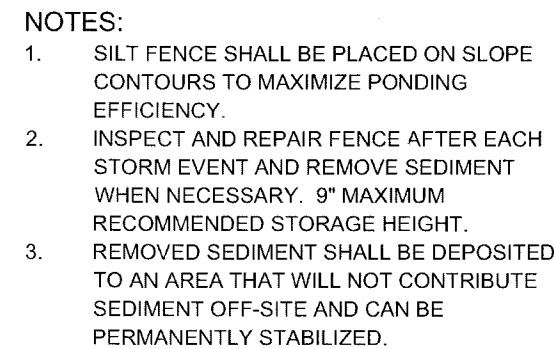 NOTES:
1. SILT FENCE SHALL BE PLACED ON SLOPE
CONTOURS TO MAXIMIZE PONDING
EFFICIENCY.
2. INSPECT AND REPAIR FENCE AFTER EACH
STORM EVENT AND REMOVE SEDIMENT
WHEN NECESSARY. 9" MAXIMUM
RECOMMENDED STORAGE HEIGHT.
3. REMOVED SEDIMENT SHALL BE DEPOSITED
TO AN AREA THAT WILL NOT CONTRIBUTE
SEDIMENT OFF-SITE AND CAN BE
PERMANENTLY STABILIZED.